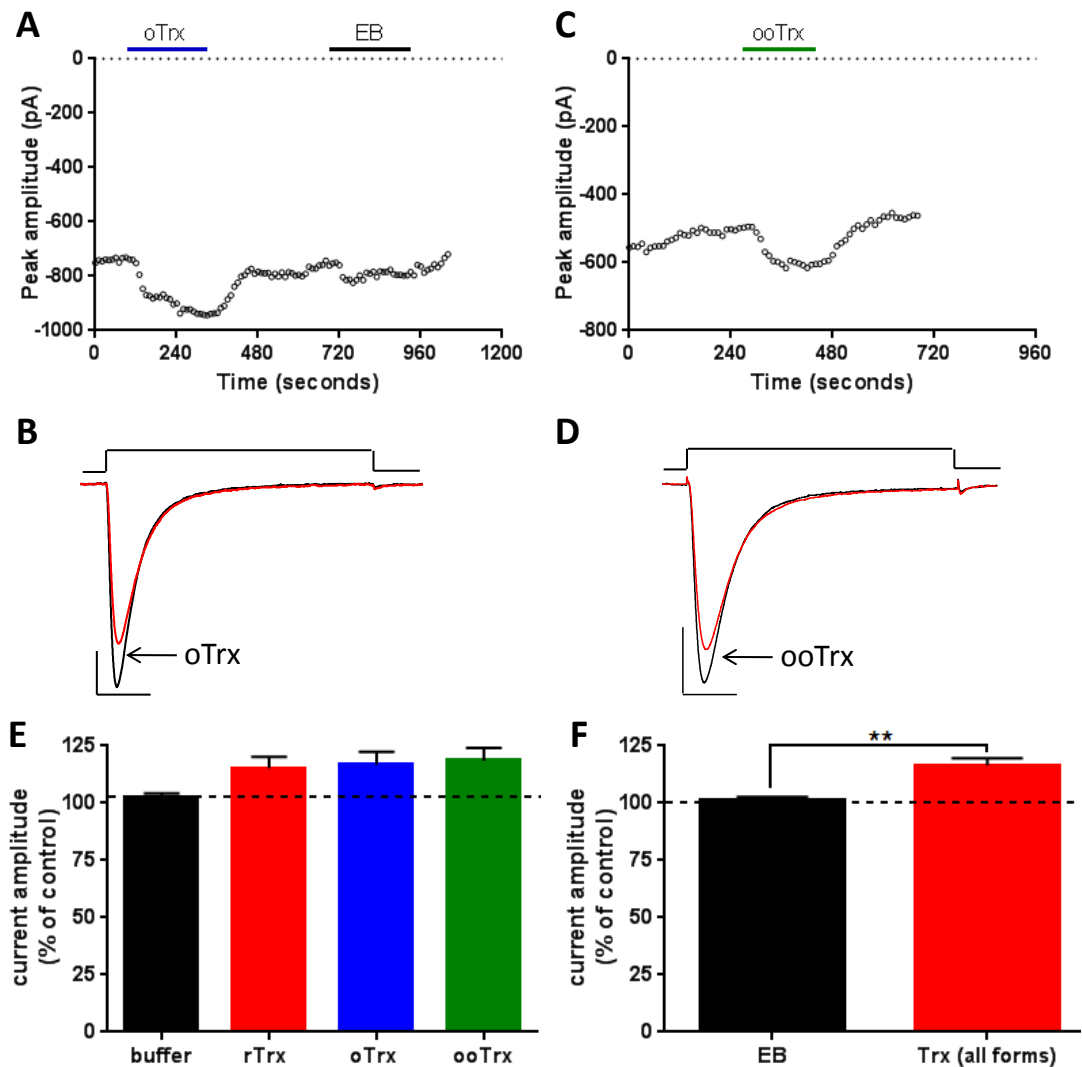 A
oTrx
EB
0
-200
-400
-600
-800
-1000
Peak amplitude (pA)
0 240 480 720 960 1200
Time (seconds)
C
ooTrx
0
-200
-400
-600
-800
Peak amplitude (pA)
0 240 480 720 960
Time (seconds)
B
oTrx
D
ooTrx
E
125
100
75
50
25
0
current amplitude
(% of control)
buffer rTrx oTrx ooTrx
F
**
125
100
75
50
25
0
current amplitude
(% of control)
EB Trx (all forms)